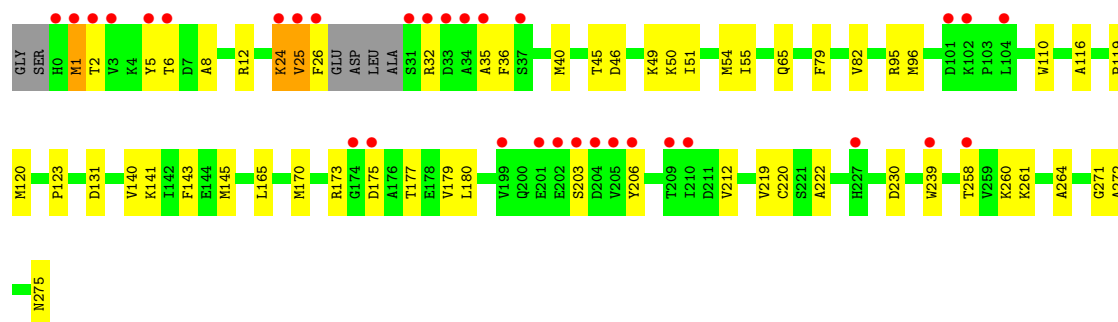 GLY SER H0 M1 T2 V3 K4 Y5 T6 D7 A8 R12 K24 V25 F26 GLU ASP LEU ALA S31 R32 D33 A34 A35 F36 S37 M40 T45 D46 K49 K50 I51 M54 I55 Q65 F79 V82 R95 M96 D101 K102 P103 L104 W110 A116
M120 P123 D131 V140 K141 I142 F143 E144 M145 L165 M170 R173 G174 D175 A176 T177 E178 V179 L180 V199 Q200 E201 E202 S203 D204 V205 Y206 T209 I210 D211 V212 V219 C220 S221 A222 H227 D230 W239 T258 V259 K260 K261 A264 G271
N275